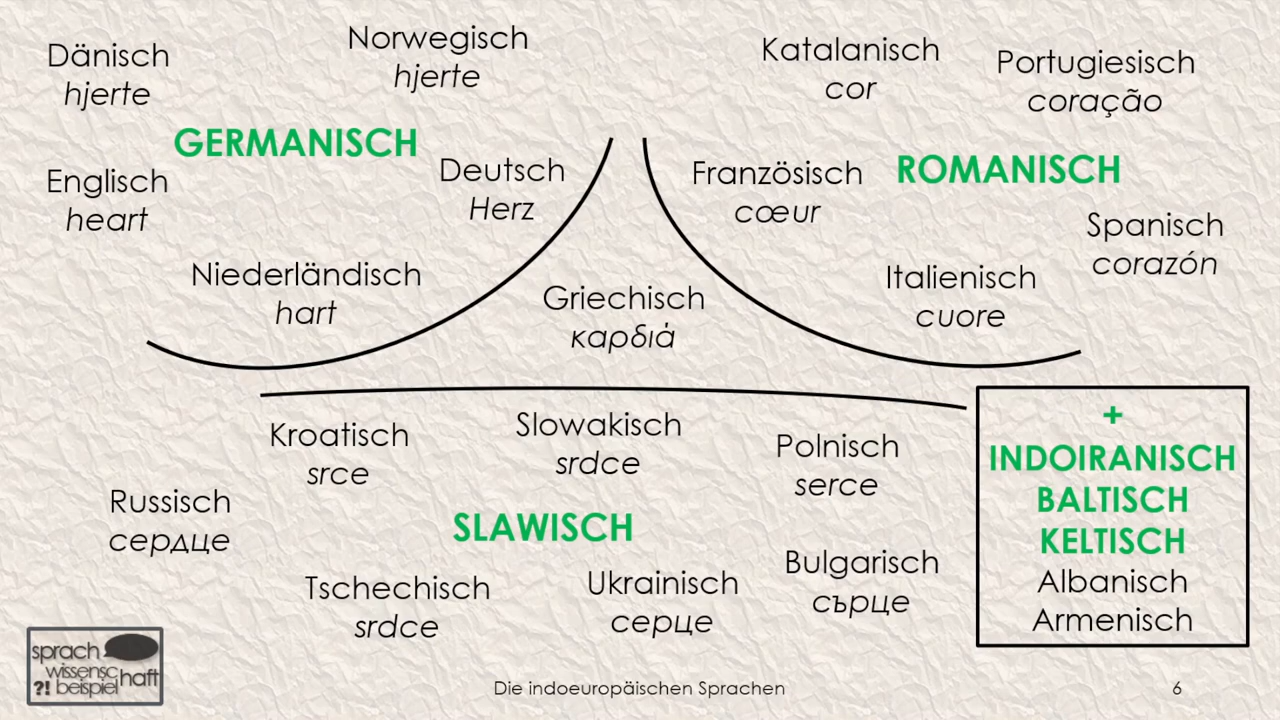 Dänisch
hjerte
Norwegisch
hjerte
Katalanisch
cor
Portugiesisch
coração
GERMANISCH
Englisch
heart
Deutsch
Herz
Französisch
cœur
ROMANISCH
Spanisch
corazón
Niederländisch
hart
Griechisch
καρδιά
Italienisch
cuore
Kroatisch
srce
Slowakisch
srdce
Polnisch
serce
Russisch
сердце
SLAWISCH
Tschechisch
srdce
Ukrainisch
серце
Bulgarisch
сърце
+
INDOIRANISCH
BALTISCH
KELTISCH
Albanisch
Armenisch
sprach
wissensc
haft
?! beispiel
Die indoeuropäischen Sprachen
6